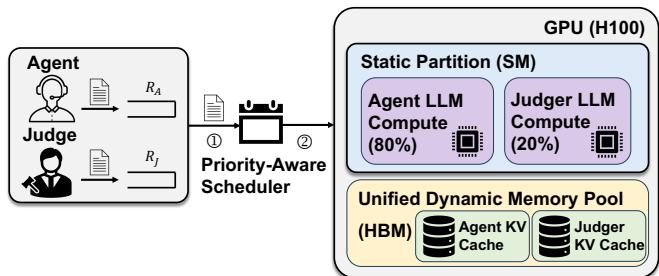 Agent
R_A
Judge
R_J
①
②
Priority-Aware
Scheduler
GPU (H100)
Static Partition (SM)
Agent LLM
Compute
(80%)
Judger LLM
Compute
(20%)
Unified Dynamic Memory Pool
(HBM)
Agent KV
Cache
Judger
KV Cache